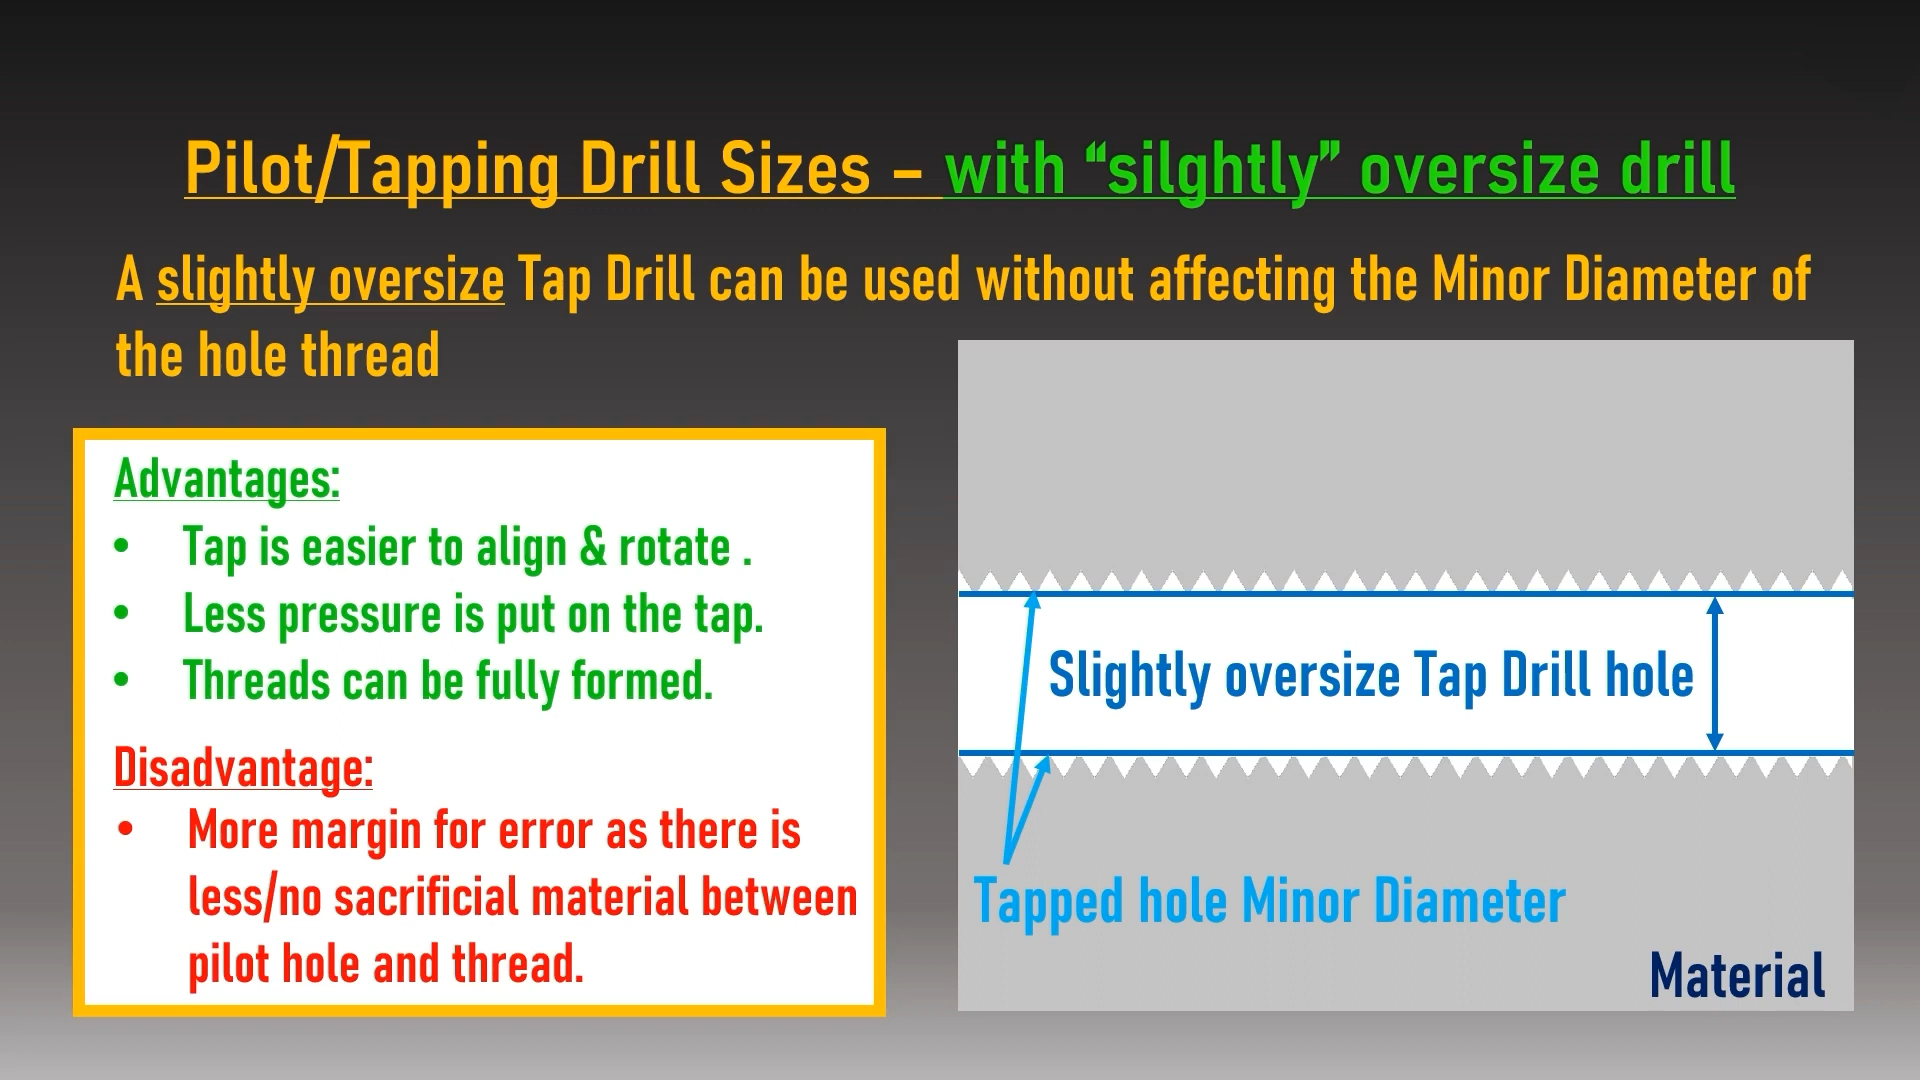 Pilot/Tapping Drill Sizes – with “silghtly” oversize drill
A slightly oversize Tap Drill can be used without affecting the Minor Diameter of
the hole thread
Advantages:
• Tap is easier to align & rotate .
• Less pressure is put on the tap.
• Threads can be fully formed.
Disadvantage:
• More margin for error as there is
less/no sacrificial material between
pilot hole and thread.
Slightly oversize Tap Drill hole
Tapped hole Minor Diameter
Material